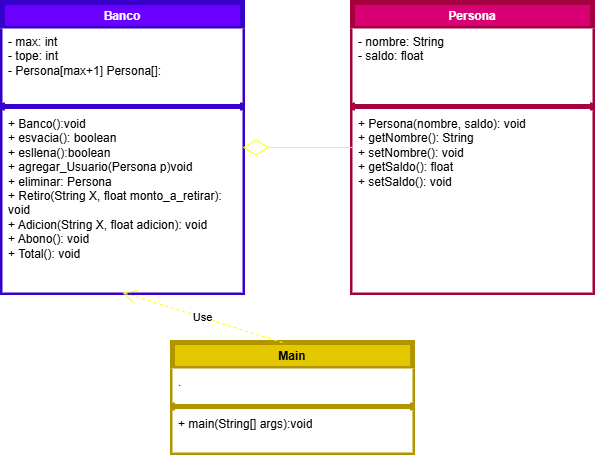 Banco
- max: int
- tope: int
- Persona[max+1] Persona[]:
+ Banco():void
+ esvacia(): boolean
+ esllena():boolean
+ agregar_Usuario(Persona p)void
+ eliminar: Persona
+ Retiro(String X, float monto_a_retirar):
void
+ Adicion(String X, float adicion): void
+ Abono(): void
+ Total(): void
Persona
- nombre: String
- saldo: float
+ Persona(nombre, saldo): void
+ getNombre(): String
+ setNombre(): void
+ getSaldo(): float
+ setSaldo(): void
Use
Main
.
+ main(String[] args):void